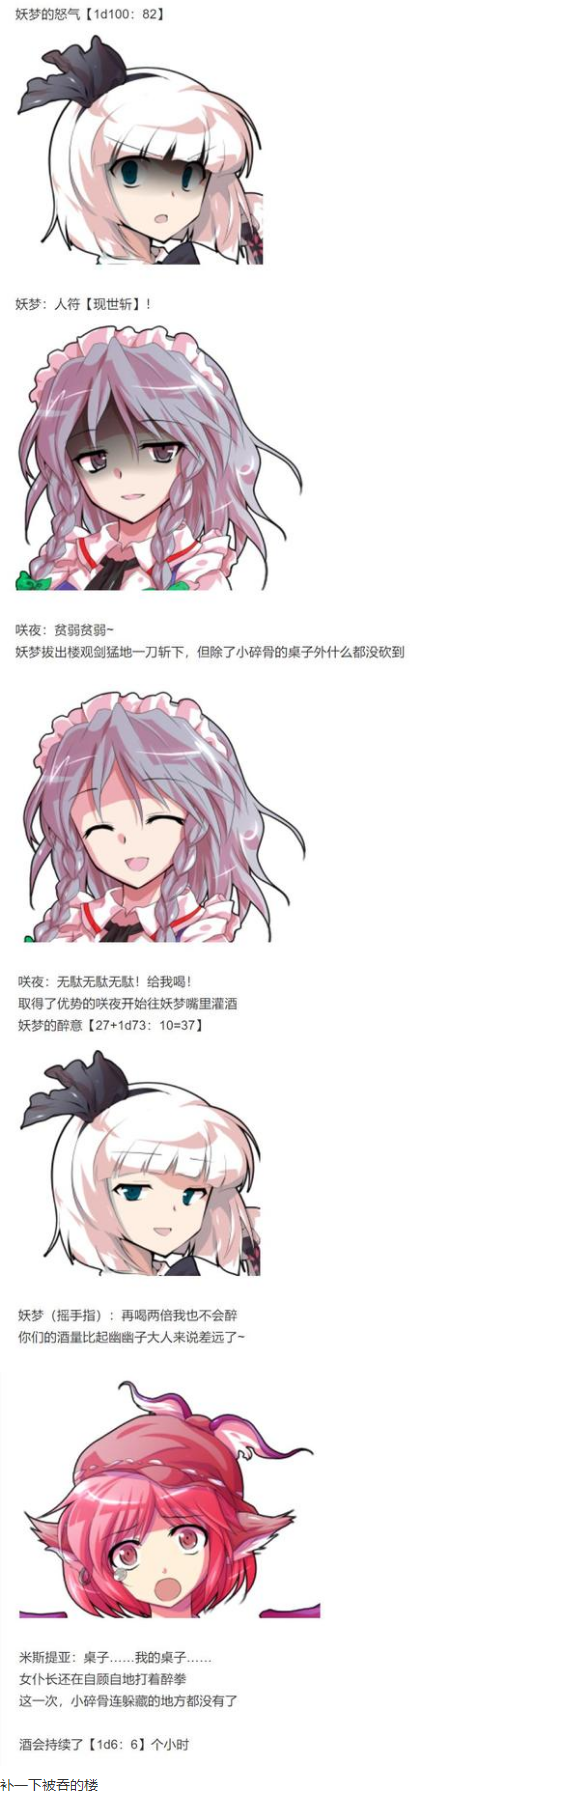 妖梦的怒气【1d100：82】
妖梦：人符【现世斩】！
咲夜：贫弱贫弱~
妖梦拔出楼观剑猛地一刀斩下，但除了小碎骨的桌子外什么都没砍到
咲夜：无駄无駄无駄！给我喝！
取得了优势的咲夜开始往妖梦嘴里灌酒
妖梦的醉意【27+1d73：10=37】
妖梦（摇手指）：再喝两倍我也不会醉
你们的酒量比起幽幽子大人来说差远了~
米斯提亚：桌子……我的桌子……
女仆长还在自顾自地打着醉拳
这一次，小碎骨连躲藏的地方都没有了
酒会持续了【1d6：6】个小时
补一下被吞的楼